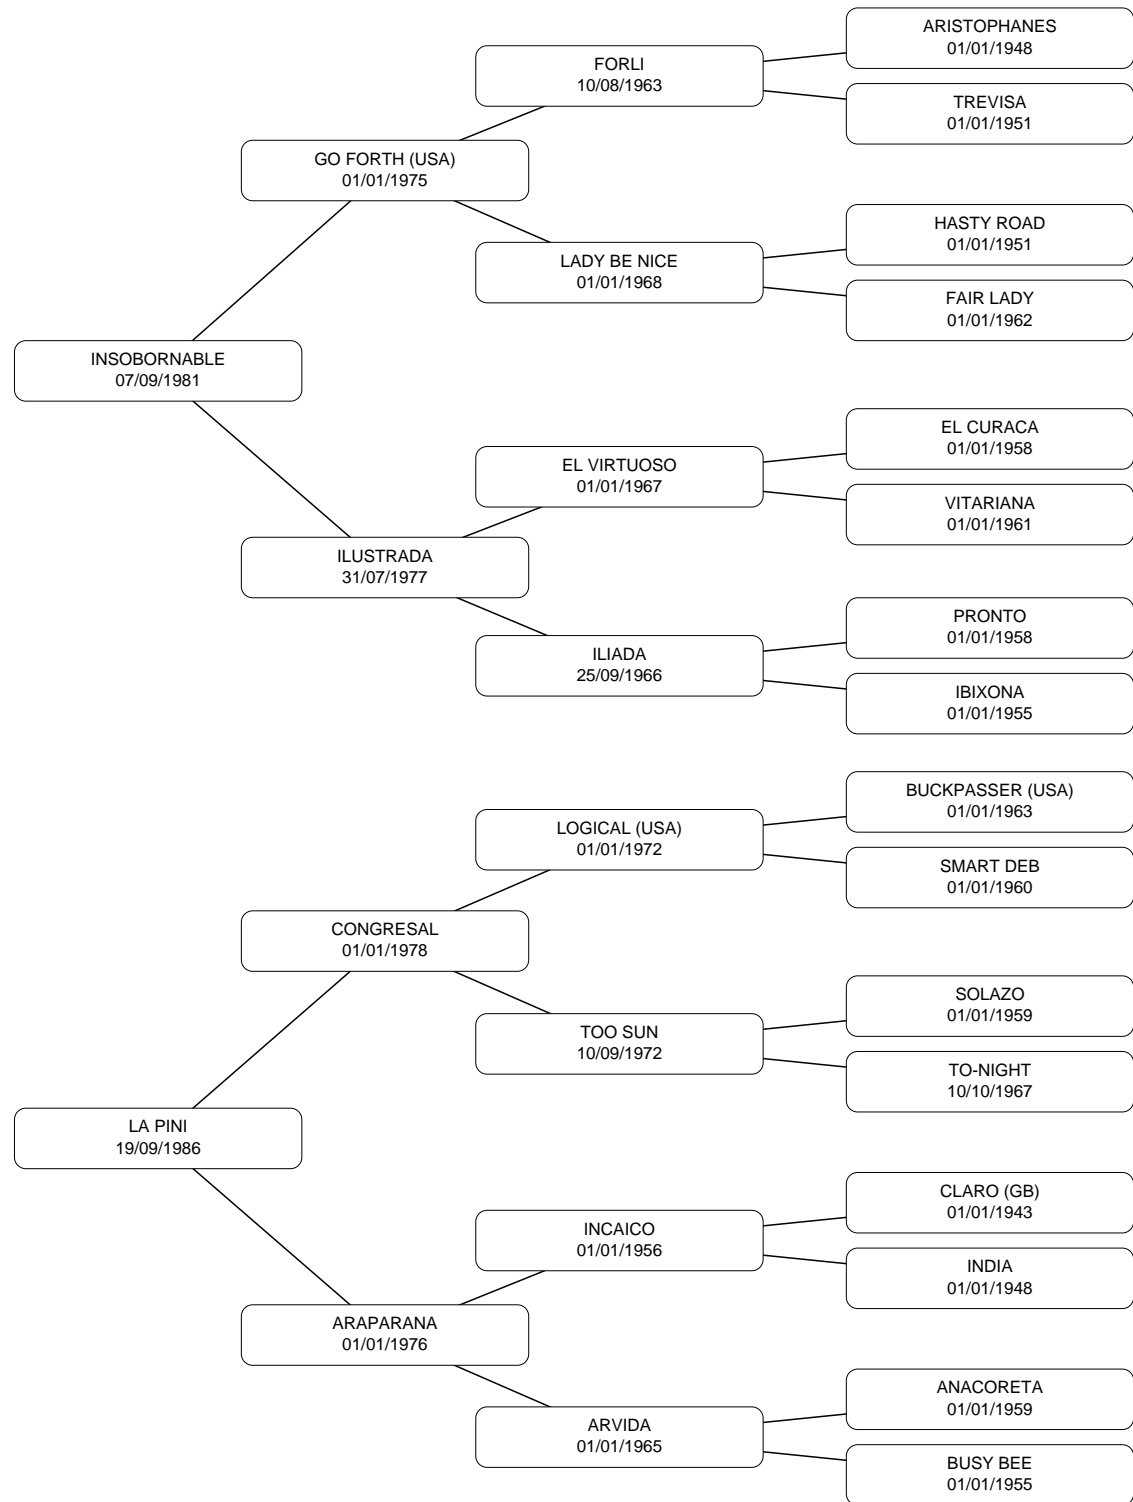 ARISTOPHANES
01/01/1948
FORLI
10/08/1963
TREVISA
01/01/1951
GO FORTH (USA)
01/01/1975
HASTY ROAD
01/01/1951
LADY BE NICE
01/01/1968
FAIR LADY
01/01/1962
INSOBORNABLE
07/09/1981
EL CURACA
01/01/1958
EL VIRTUOSO
01/01/1967
VITARIANA
01/01/1961
ILUSTRADA
31/07/1977
PRONTO
01/01/1958
ILIADA
25/09/1966
IBIXONA
01/01/1955
BUCKPASSER (USA)
01/01/1963
LOGICAL (USA)
01/01/1972
SMART DEB
01/01/1960
CONGRESAL
01/01/1978
SOLAZO
01/01/1959
TOO SUN
10/09/1972
TO-NIGHT
10/10/1967
LA PINI
19/09/1986
CLARO (GB)
01/01/1943
INCAICO
01/01/1956
INDIA
01/01/1948
ARAPARANA
01/01/1976
ANACORETA
01/01/1959
ARVIDA
01/01/1965
BUSY BEE
01/01/1955